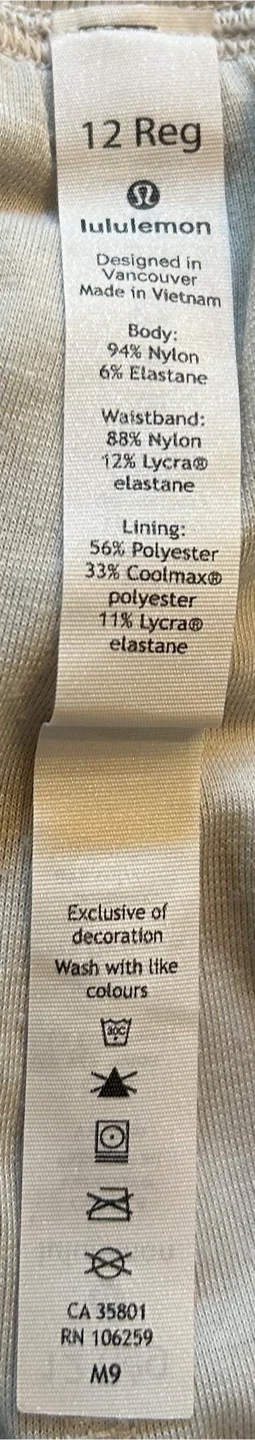 12 Reg
lululemon
Designed in
Vancouver
Made in Vietnam
Body:
94% Nylon
6% Elastane
Waistband:
88% Nylon
12% Lycra®
elastane
Lining:
56% Polyester
33% Coolmax®
polyester
11% Lycra®
elastane
Exclusive of
decoration
Wash with like
colours
30C
CA 35801
RN 106259
M9